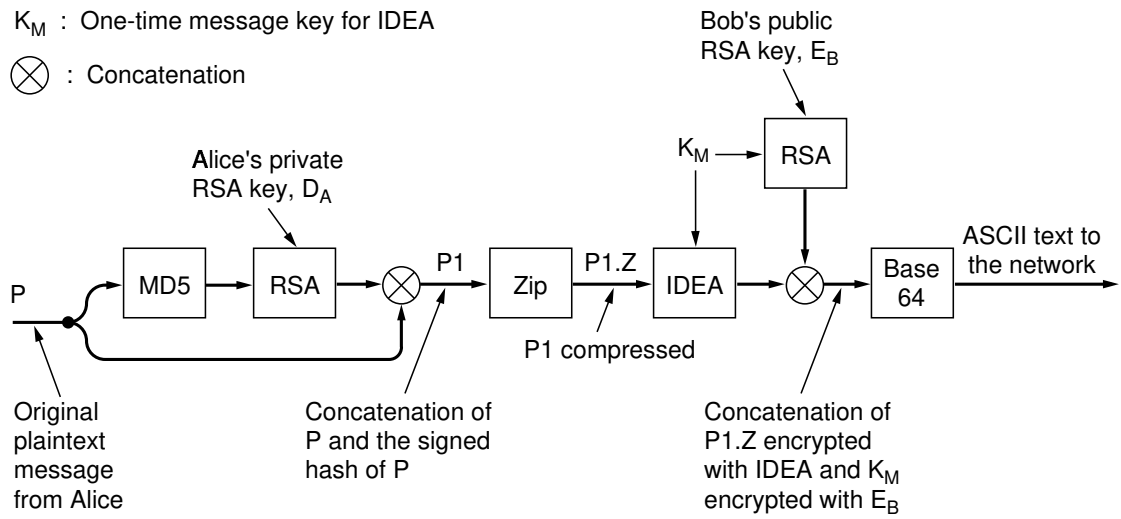 K_M : One-time message key for IDEA
⊗ : Concatenation
Bob's public
RSA key, E_B
K_M
RSA
Alice's private
RSA key, D_A
P
MD5
RSA
P1
Zip
P1.Z
IDEA
Base
64
ASCII text to
the network
P1 compressed
Original
plaintext
message
from Alice
Concatenation of
P and the signed
hash of P
Concatenation of
P1.Z encrypted
with IDEA and K_M
encrypted with E_B